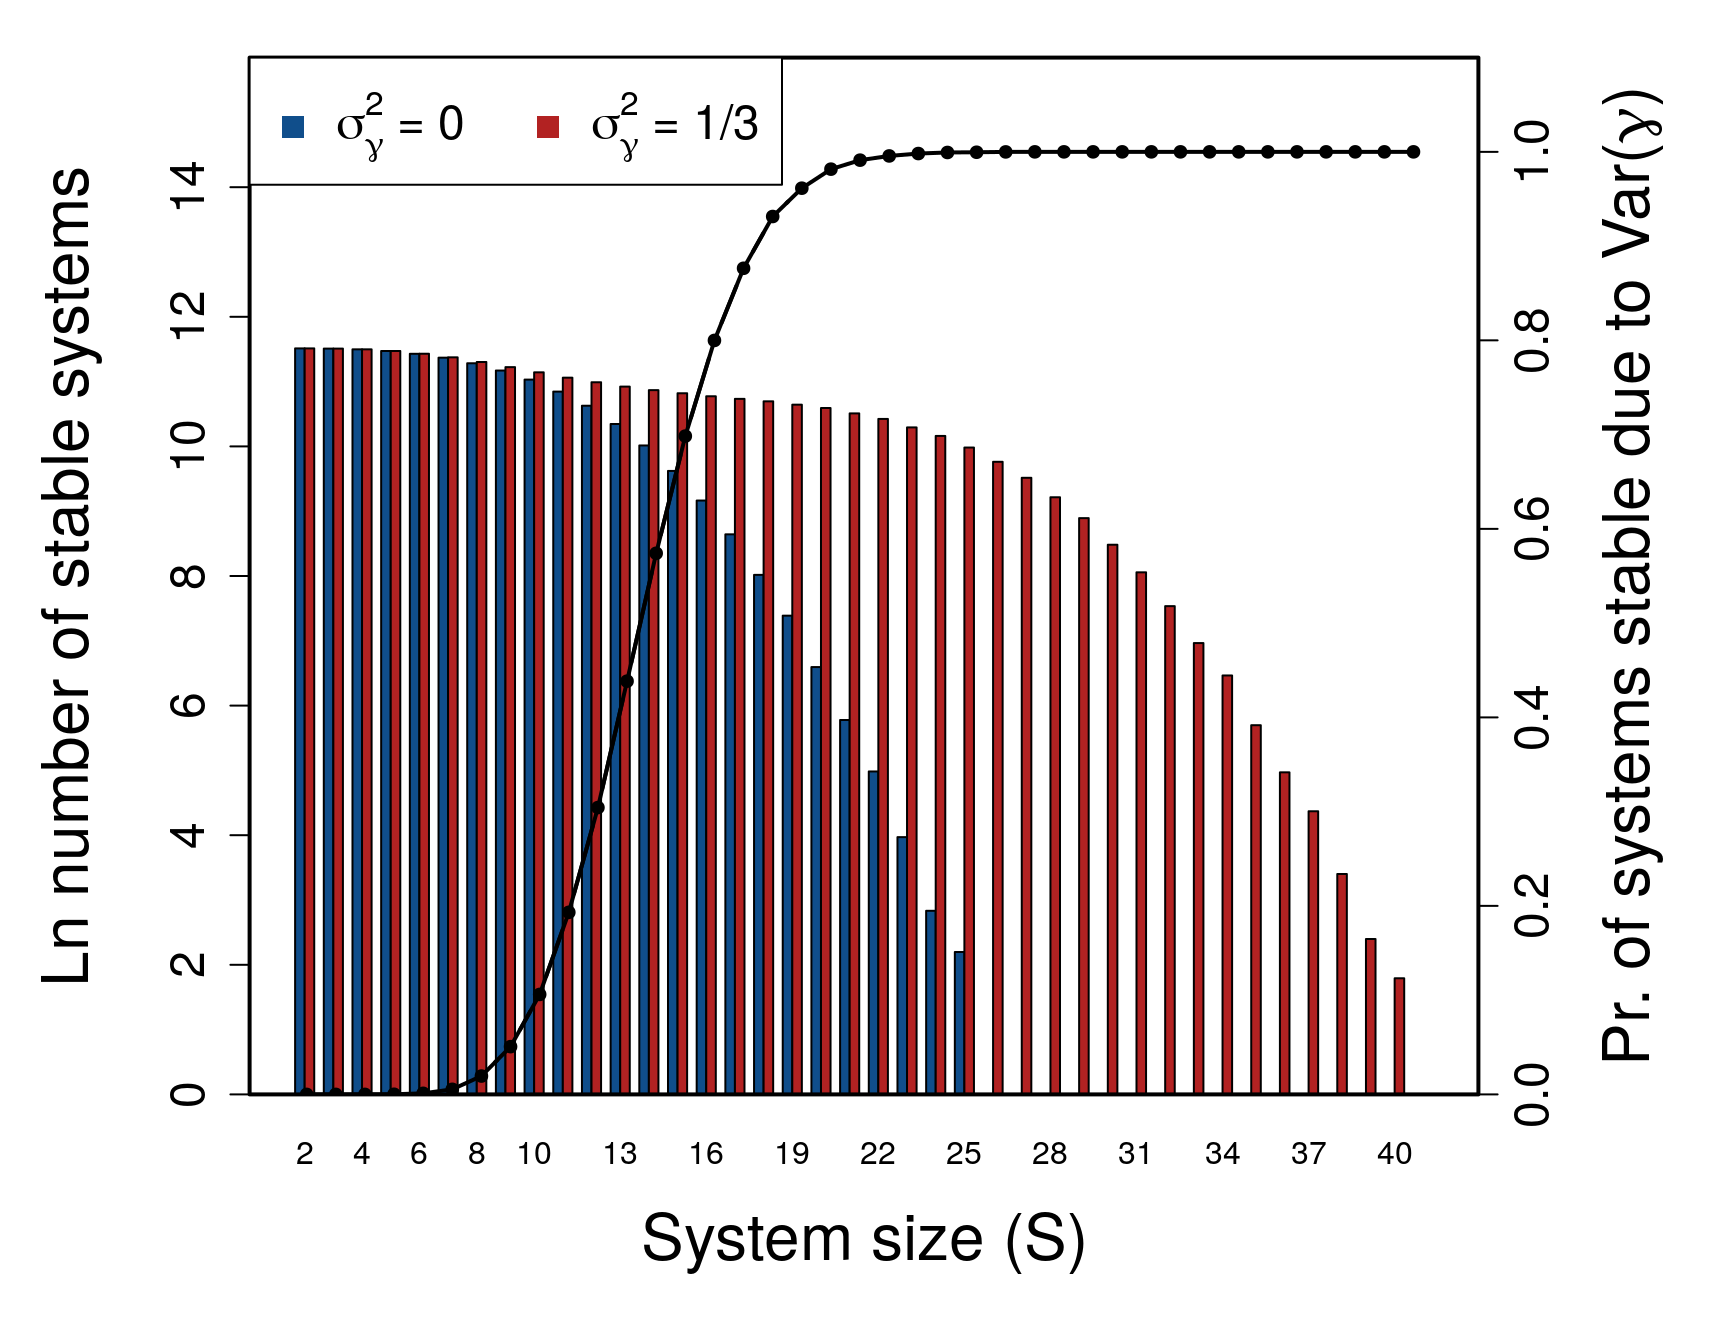 σ²γ = 0
σ²γ = 1/3
Ln number of stable systems
0 2 4 6 8 10 12 14
Pr. of systems stable due to Var(γ)
0.0 0.2 0.4 0.6 0.8 1.0
2 4 6 8 10 13 16 19 22 25 28 31 34 37 40
System size (S)